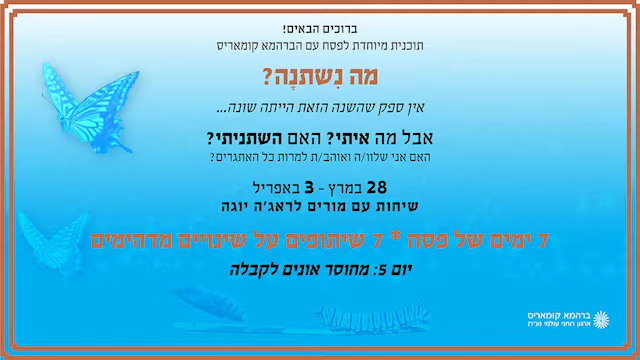 ברוכים הבאים!
תוכנית מיוחדת לפסח עם הברהמא קומאריס
מה נִשתנָה?
אין ספק שהשנה הזאת הייתה שונה...
אבל מה איתי? האם השתניתי?
האם אני שלווו/ה ואוהב/ת למרות כל האתגרים?
28 במרץ - 3 באפריל
שיחות עם מורים לראג'ה יוגה
7 ימים של פסח * 7 שיתופים על שינויים מדהימים
יום 5: מחוסר אונים לקבלה
ברהמא קומאריס
ארגון רוחני עולמי (ע"ר)